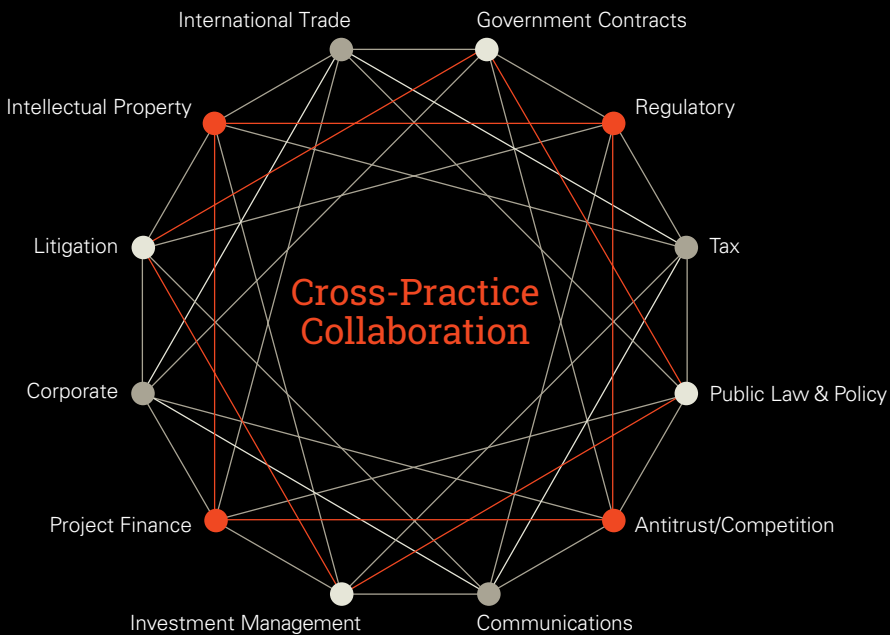 International Trade
Government Contracts
Intellectual Property
Regulatory
Litigation
Tax
Cross-Practice
Collaboration
Corporate
Public Law & Policy
Project Finance
Antitrust/Competition
Investment Management
Communications